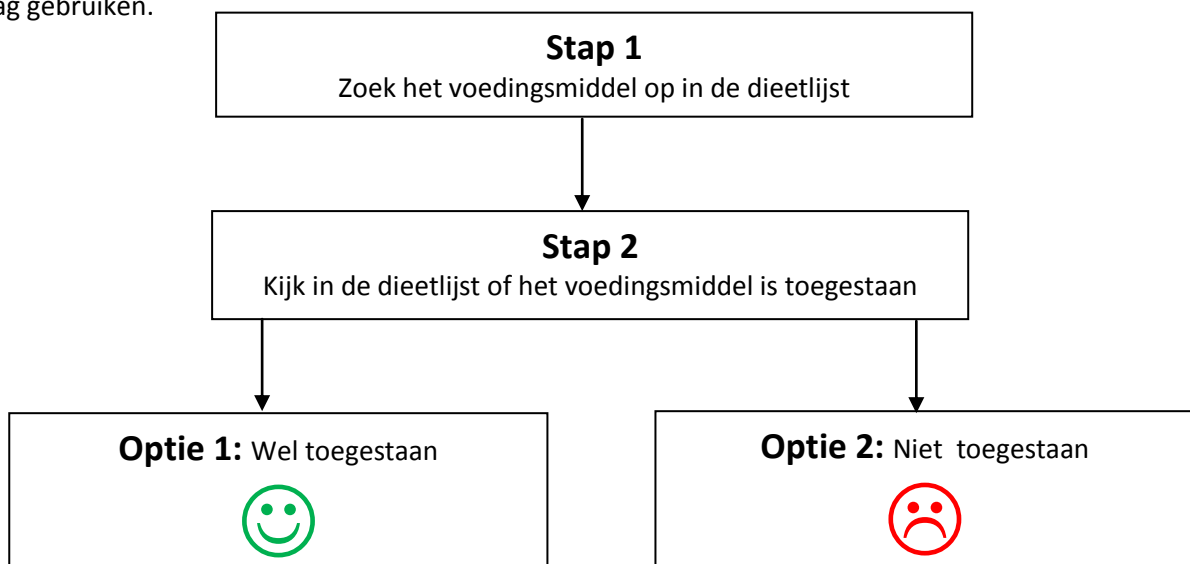 gebruiken.
Stap 1
Zoek het voedingsmiddel op in de dieetlijst
Stap 2
Kijk in de dieetlijst of het voedingsmiddel is toegestaan
Optie 1: Wel toegestaan
Optie 2: Niet toegestaan